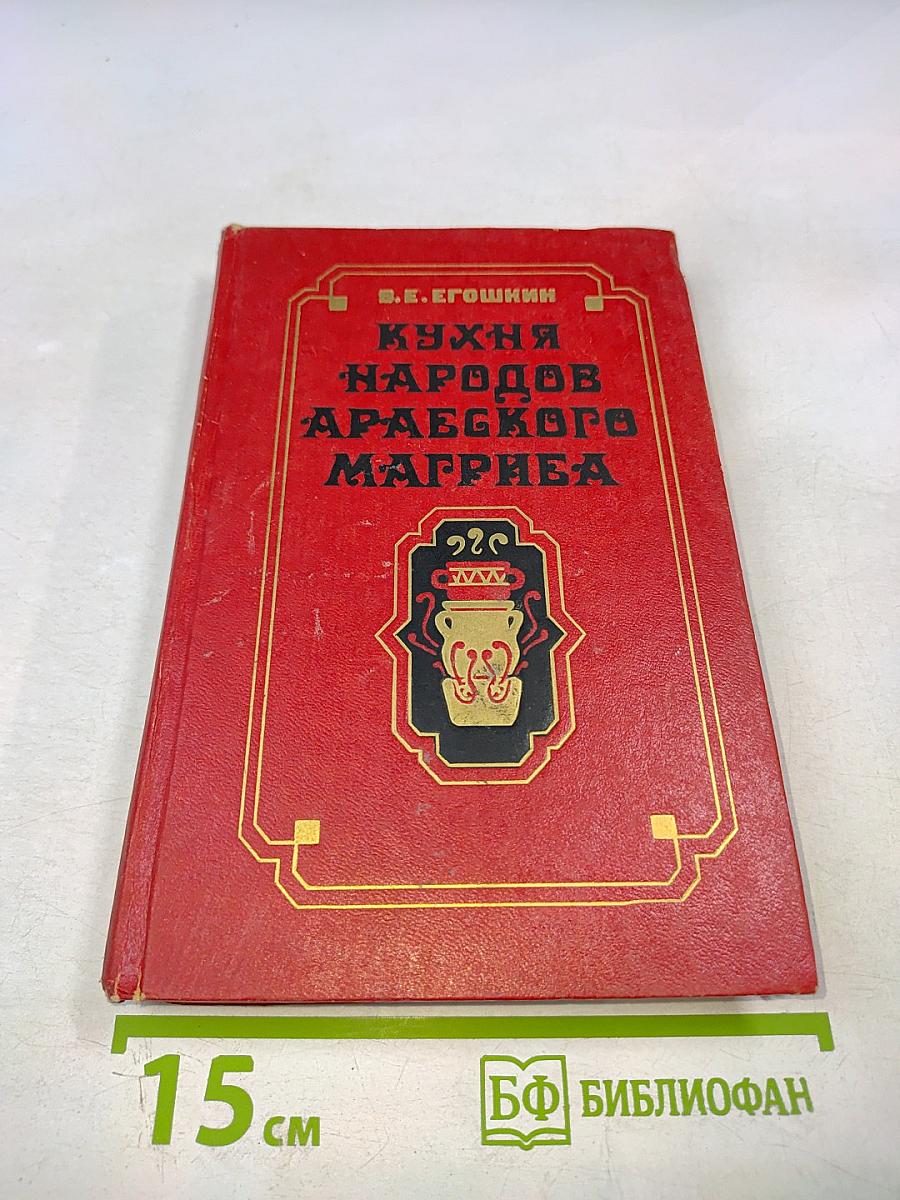 В.Е.ЕГОШКИН
КУХНЯ
НАРОДОВ
АРАБСКОГО
МАГРИБА
15 см
БФ БИБЛИОФАН